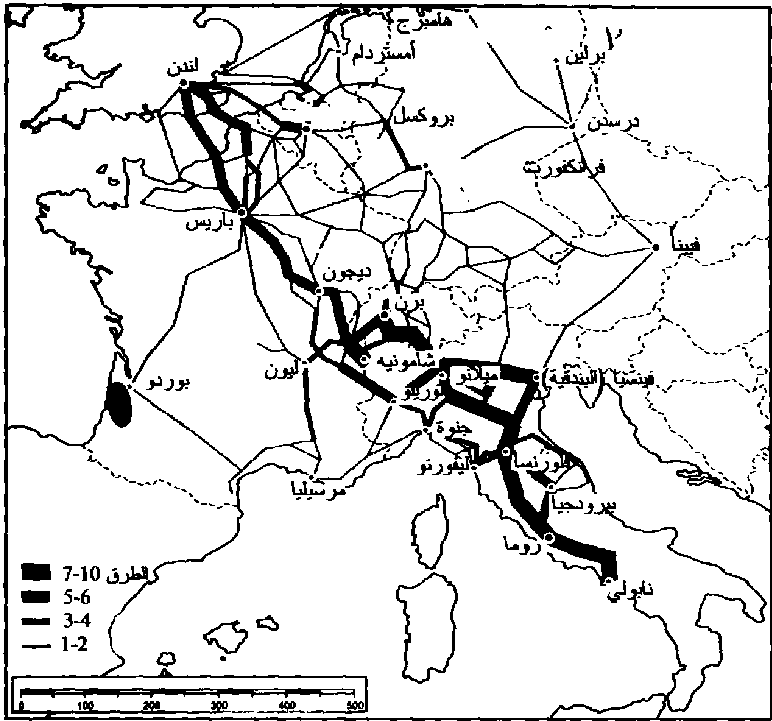 هامبرج
أمستردام
برلين
لندن
بروكسل
درسدن
فرانكفورت
باريس
فيينا
ديجون
برن
شامونيه
ميلانو
فينسيا (البندقية)
ليون
تورينو
بوردو
جنوة
فلورنسا
ليفورنو
مرسيليا
بيرودجيا
روما
نابولي
الطرق 7-10
5-6
3-4
1-2
0 100 200 300 400 500